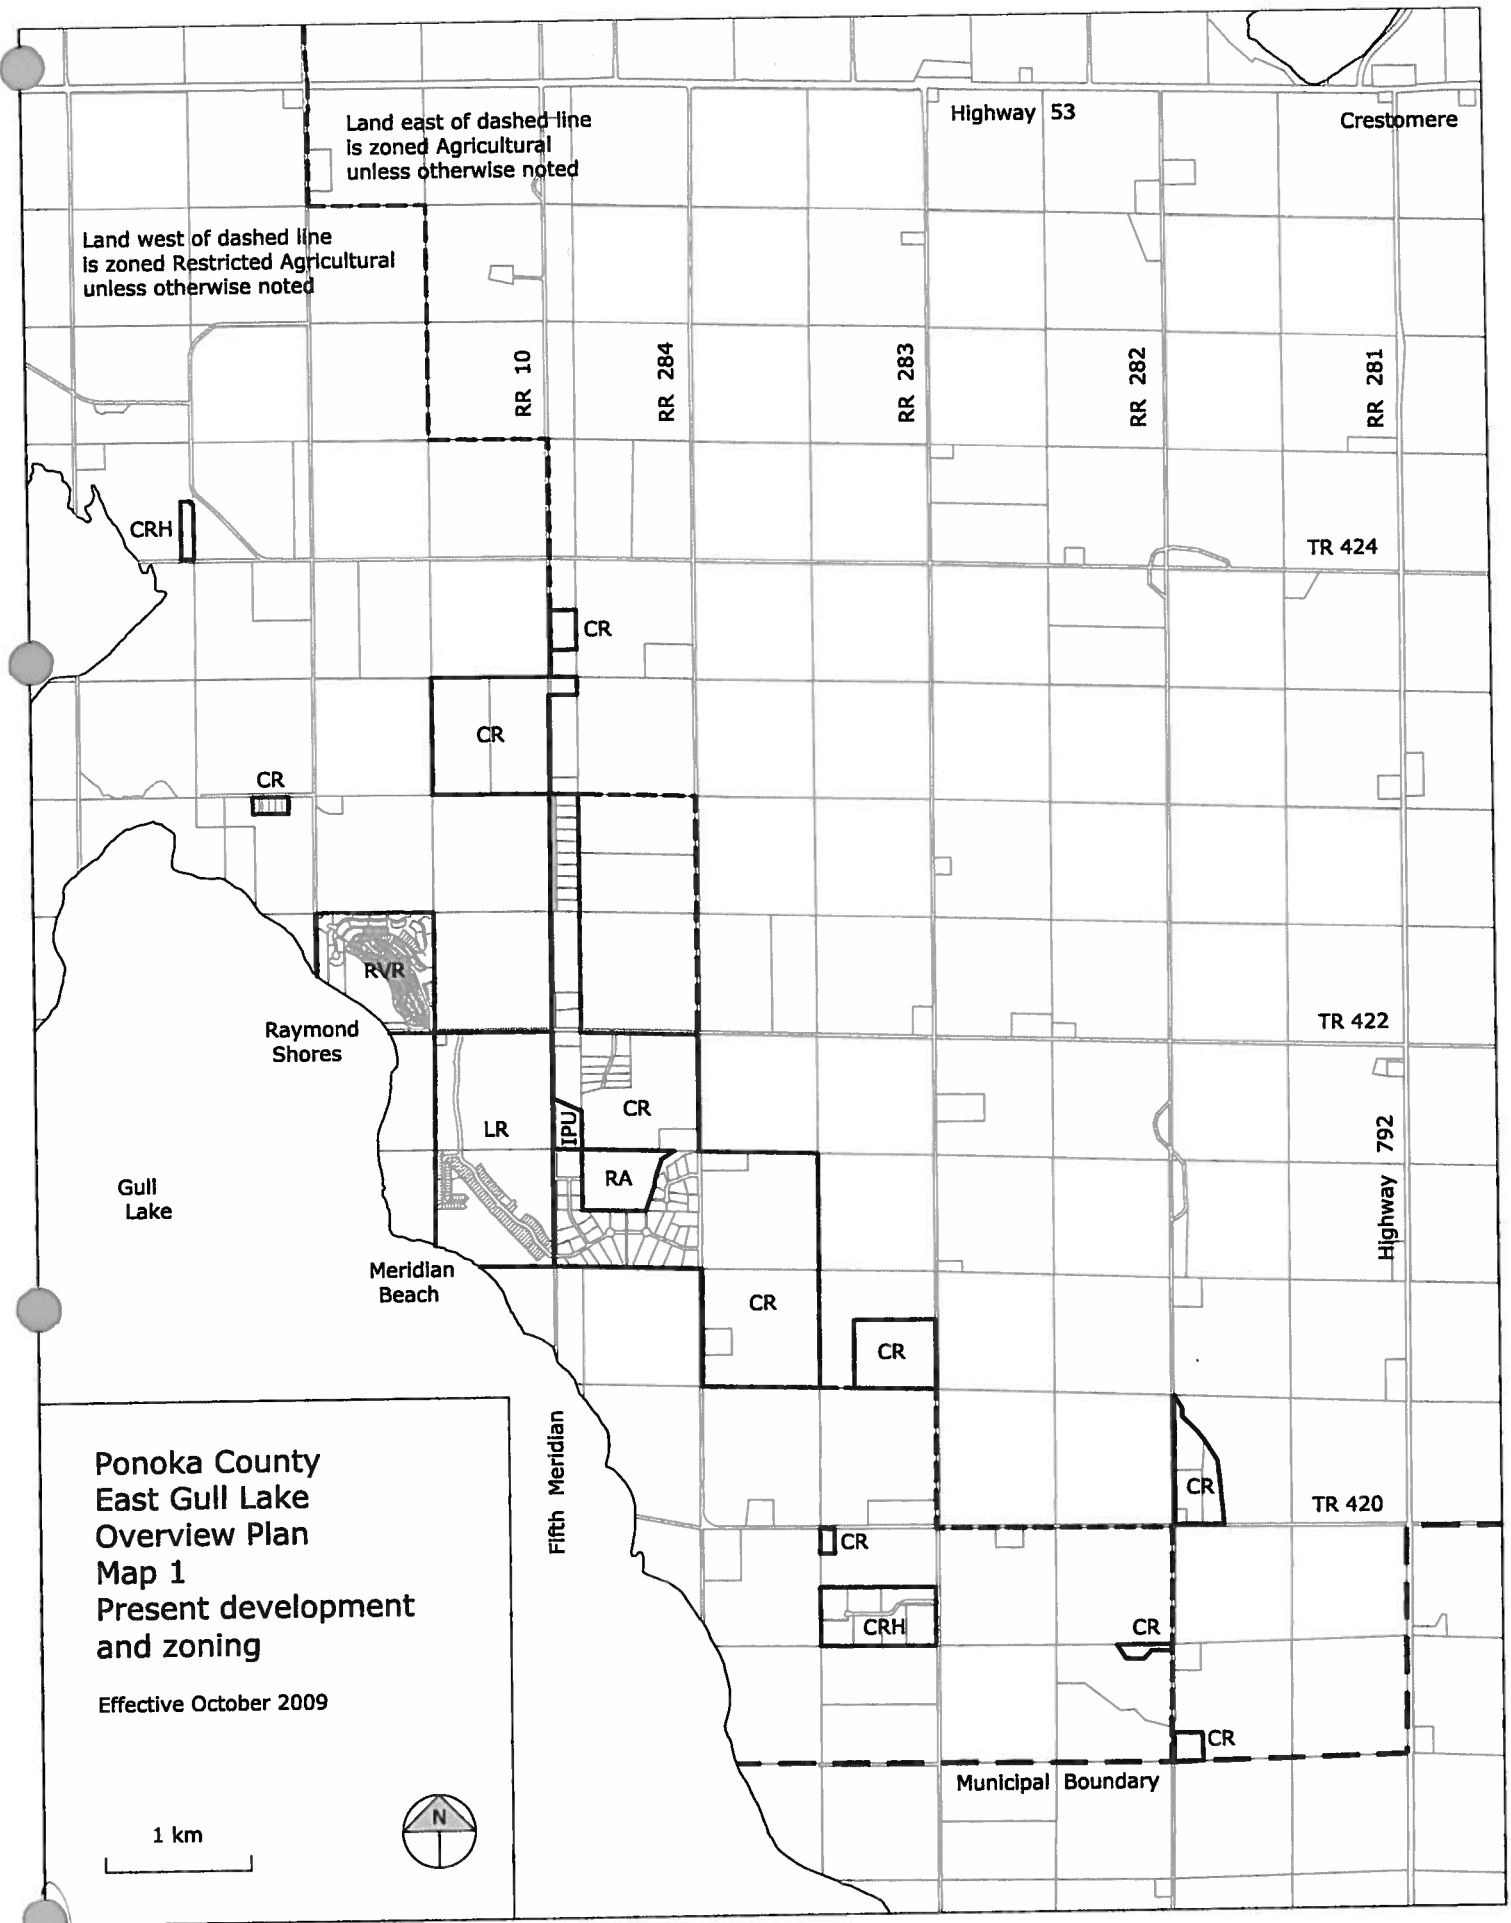 Highway 53
Crestomere
Land east of dashed line
is zoned Agricultural
unless otherwise noted
Land west of dashed line
is zoned Restricted Agricultural
unless otherwise noted
RR 10
RR 284
RR 283
RR 282
RR 281
CRH
TR 424
CR
CR
CR
RVR
Raymond
Shores
TR 422
LR
IPU
CR
RA
Highway 792
Gull
Lake
Meridian
Beach
CR
CR
Fifth Meridian
CR
TR 420
CR
CRH
CR
CR
Municipal Boundary
Ponoka County
East Gull Lake
Overview Plan
Map 1
Present development
and zoning
Effective October 2009
1 km
N